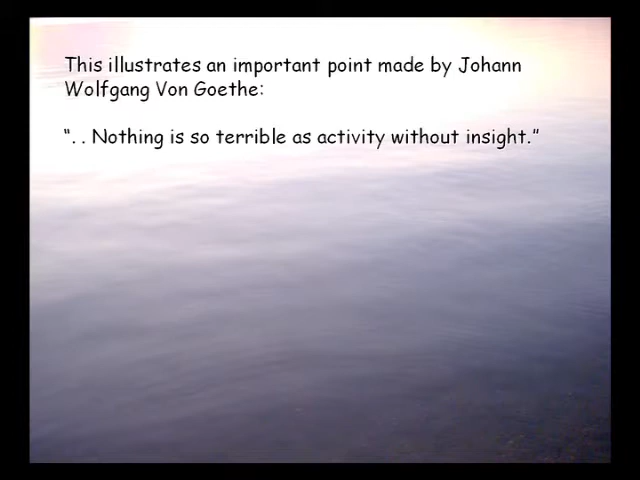 This illustrates an important point made by Johann
Wolfgang Von Goethe:
“. . Nothing is so terrible as activity without insight.”